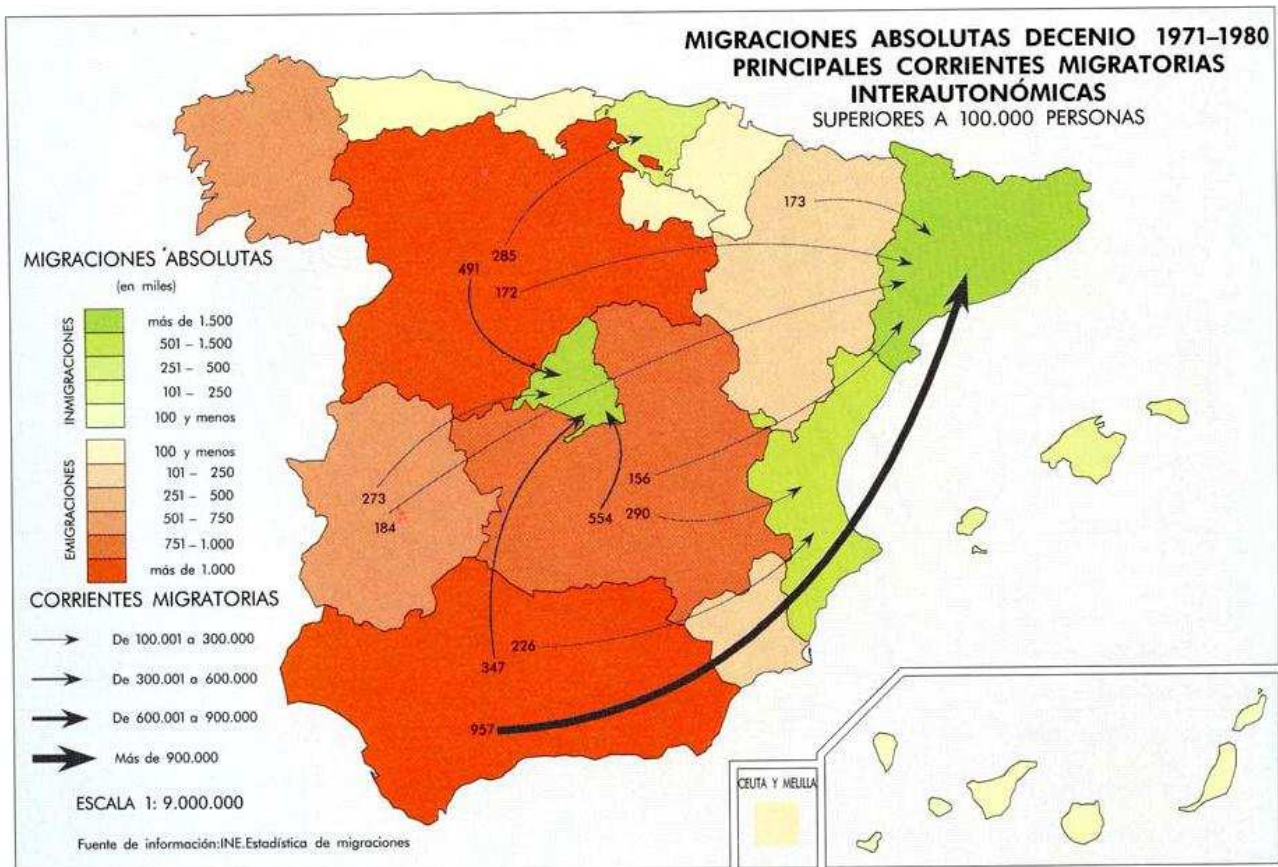 MIGRACIONES ABSOLUTAS DECENIO 1971–1980
PRINCIPALES CORRIENTES MIGRATORIAS
INTERAUTONÓMICAS
SUPERIORES A 100.000 PERSONAS
173
285
491
172
156
273
554
290
184
226
347
957
MIGRACIONES ABSOLUTAS
(en miles)
INMIGRACIONES
más de 1.500
501 – 1.500
251 – 500
101 – 250
100 y menos
EMIGRACIONES
100 y menos
101 – 250
251 – 500
501 – 750
751 – 1.000
más de 1.000
CORRIENTES MIGRATORIAS
De 100.001 a 300.000
De 300.001 a 600.000
De 600.001 a 900.000
Más de 900.000
ESCALA 1: 9.000.000
Fuente de información:INE.Estadística de migraciones
CEUTA Y MELILLA